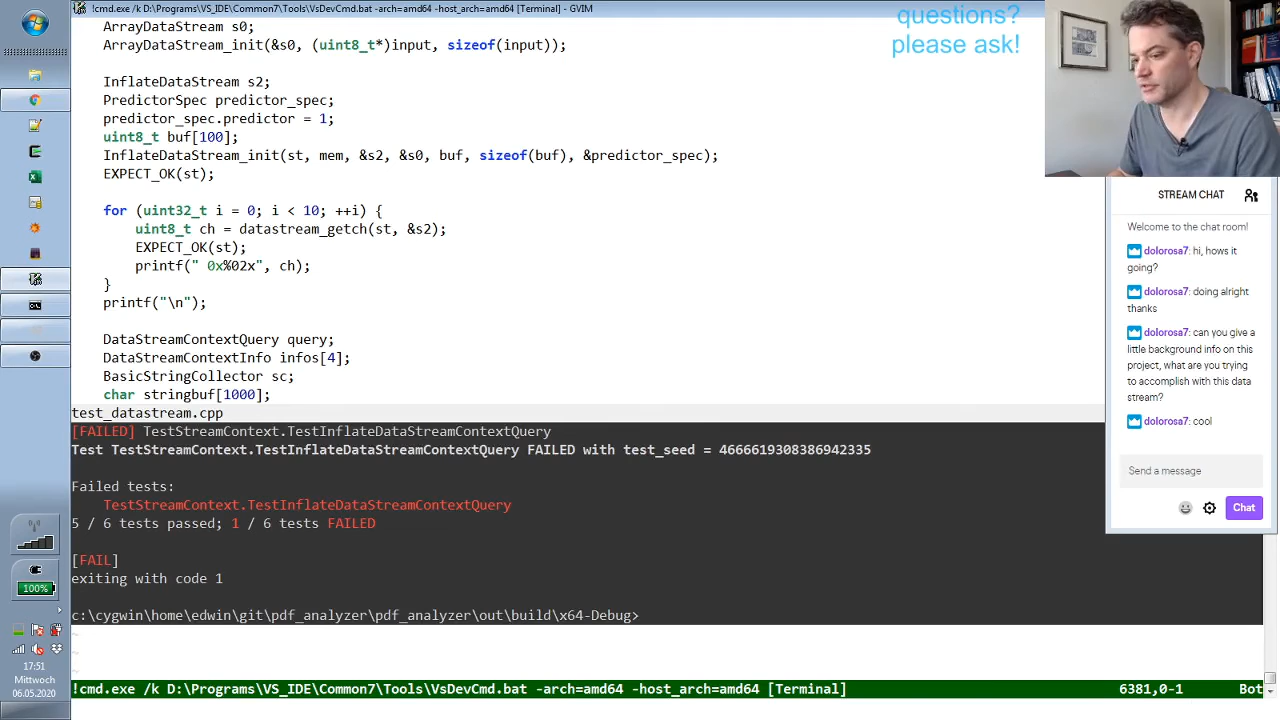 !cmd.exe /k D:\Programs\VS_IDE\Common7\Tools\VsDevCmd.bat -arch=amd64 -host_arch=amd64 [Terminal] - GVIM
ArrayDataStream s0;
ArrayDataStream_init(&s0, (uint8_t*)input, sizeof(input));
InflateDataStream s2;
PredictorSpec predictor_spec;
predictor_spec.predictor = 1;
uint8_t buf[100];
InflateDataStream_init(st, mem, &s2, &s0, buf, sizeof(buf), &predictor_spec);
EXPECT_OK(st);
for (uint32_t i = 0; i < 10; ++i) {
uint8_t ch = datastream_getch(st, &s2);
EXPECT_OK(st);
printf(" 0x%02x", ch);
}
printf("\n");
DataStreamContextQuery query;
DataStreamContextInfo infos[4];
BasicStringCollector sc;
char stringbuf[1000];
test_datastream.cpp
[FAILED] TestStreamContext.TestInflateDataStreamContextQuery
Test TestStreamContext.TestInflateDataStreamContextQuery FAILED with test_seed = 4666619308386942335
Failed tests:
TestStreamContext.TestInflateDataStreamContextQuery
5 / 6 tests passed; 1 / 6 tests FAILED
[FAIL]
exiting with code 1
c:\cygwin\home\edwin\git\pdf_analyzer\pdf_analyzer\out\build\x64-Debug>
~
~
~
!cmd.exe /k D:\Programs\VS_IDE\Common7\Tools\VsDevCmd.bat -arch=amd64 -host_arch=amd64 [Terminal] 6381,0-1 Bot
questions?
please ask!
STREAM CHAT
Welcome to the chat room!
dolorosa7: hi, hows it
going?
dolorosa7: doing alright
thanks
dolorosa7: can you give a
little background info on this
project, what are you trying
to accomplish with this data
stream?
dolorosa7: cool
Send a message
Chat
100%
17:51
Mittwoch
06.05.2020